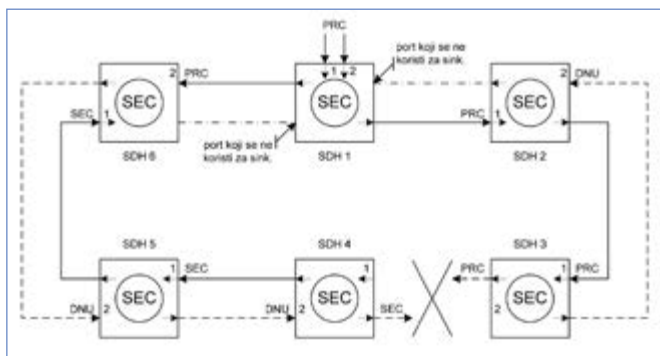 PRC
1 2
port koji se ne
koristi za sink.
2 PRC
SEC
SEC
SEC
2 DNU
SEC 1
PRC 1
port koji se ne
koristi za sink.
SDH 6
SDH 1
SDH 2
SDH 5
SDH 4
SDH 3
1 SEC
1
PRC
1 PRC
SEC
SEC
SEC
DNU 2
DNU 2
SEC
2